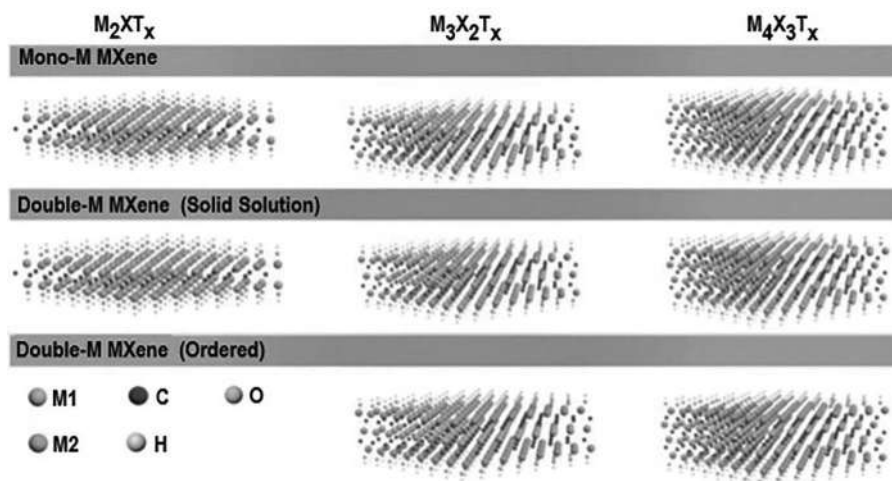 M₂XTₓ M₃X₂Tₓ M₄X₃Tₓ
Mono-M MXene
Double-M MXene (Solid Solution)
Double-M MXene (Ordered)
M1 C O
M2 H